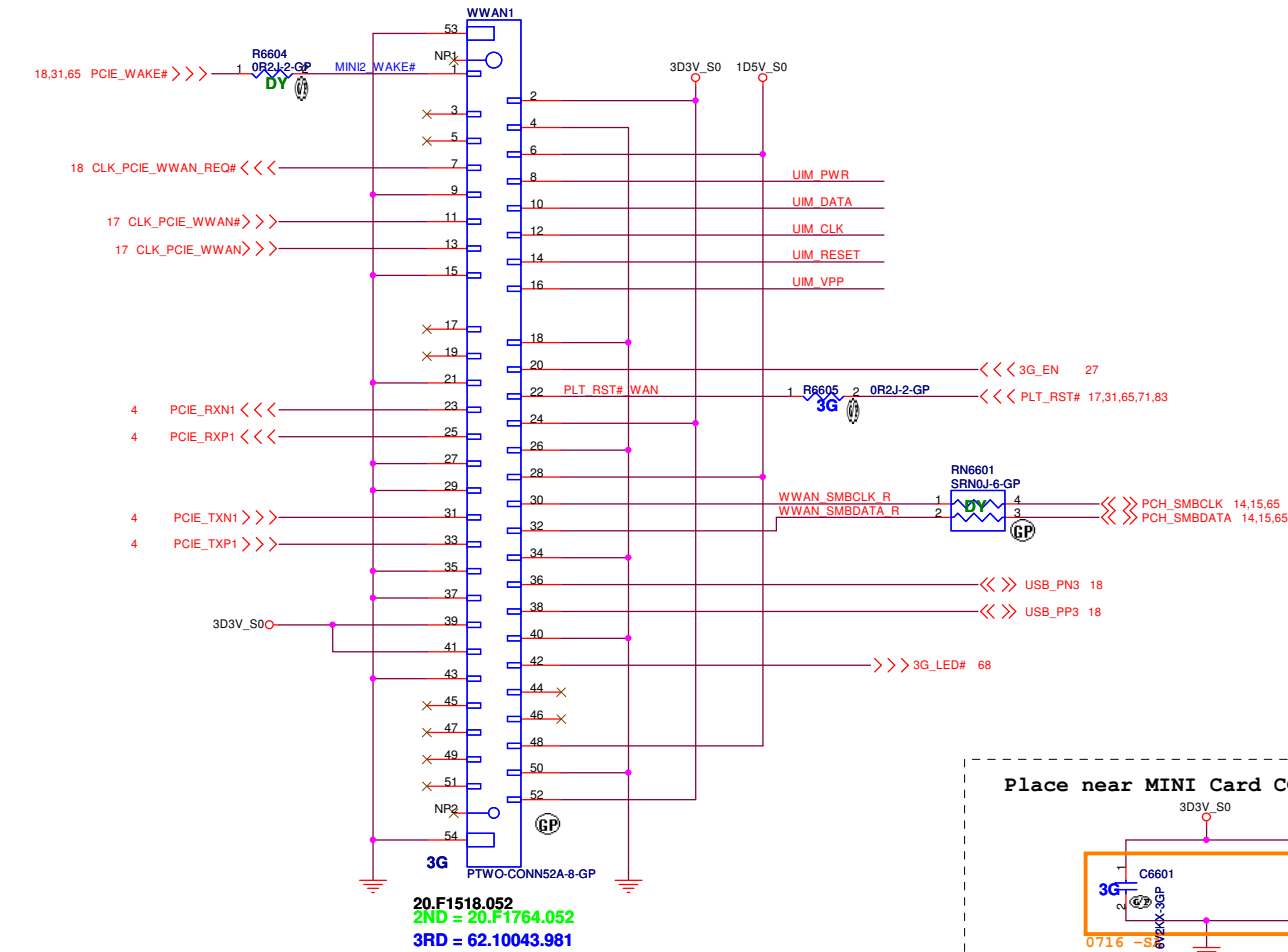 WWAN1
53
NP1
R6604
0R2J-2-GP
18,31,65 PCIE_WAKE# 1 2 MINI2_WAKE# 1
DY
3D3V_S0 1D5V_S0
2
3
4
5
6
18 CLK_PCIE_WWAN_REQ# 7
8 UIM_PWR
9
10 UIM_DATA
17 CLK_PCIE_WWAN# 11
12 UIM_CLK
17 CLK_PCIE_WWAN 13
14 UIM_RESET
15
16 UIM_VPP
17
18
19
20 3G_EN 27
21
22 PLT_RST#_WAN 1 R6605 2 0R2J-2-GP PLT_RST# 17,31,65,71,83
3G
4 PCIE_RXN1 23
24
4 PCIE_RXP1 25
26
27
28
29
RN6601
SRN0J-6-GP
30 WWAN_SMBCLK_R 1 4 PCH_SMBCLK 14,15,65
DY
32 WWAN_SMBDATA_R 2 3 PCH_SMBDATA 14,15,65
GP
4 PCIE_TXN1 31
4 PCIE_TXP1 33
34
35
36 USB_PN3 18
37
38 USB_PP3 18
3D3V_S0 39
40
41
42 3G_LED# 68
43
44
45
46
47
48
49
50
51
52
NP2
GP
54
3G
PTWO-CONN52A-8-GP
20.F1518.052
2ND = 20.F1764.052
3RD = 62.10043.981
Place near MINI Card C
3D3V_S0
1
C6601
3G
2
6V2KX-3GP
0716 -S